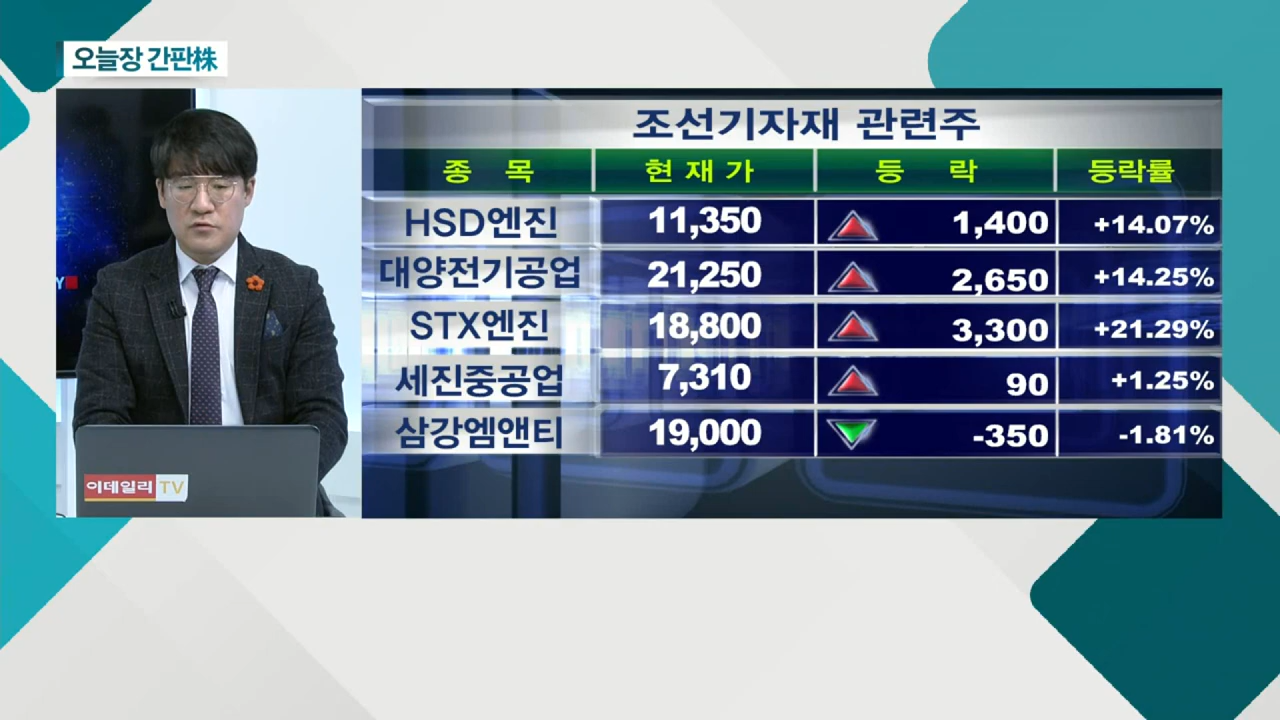 오늘장 간판株
조선기자재 관련주
종 목 현재가 등 락 등락률
HSD엔진 11,350 1,400 +14.07%
대양전기공업 21,250 2,650 +14.25%
STX엔진 18,800 3,300 +21.29%
세진중공업 7,310 90 +1.25%
삼강엠앤티 19,000 -350 -1.81%
Y
이데일리 TV